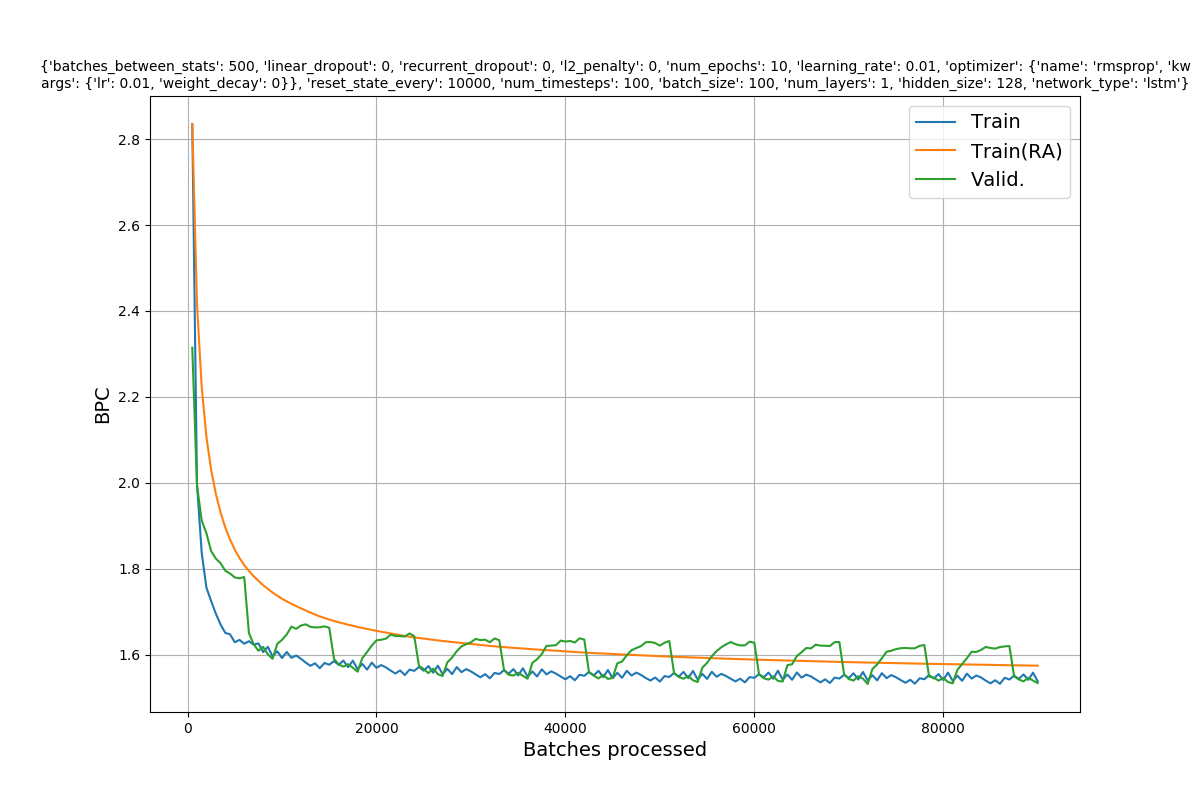 {'batches_between_stats': 500, 'linear_dropout': 0, 'recurrent_dropout': 0, 'l2_penalty': 0, 'num_epochs': 10, 'learning_rate': 0.01, 'optimizer': {'name': 'rmsprop', 'kw
args': {'lr': 0.01, 'weight_decay': 0}}, 'reset_state_every': 10000, 'num_timesteps': 100, 'batch_size': 100, 'num_layers': 1, 'hidden_size': 128, 'network_type': 'lstm'}
Train
Train(RA)
Valid.
2.8
2.6
2.4
2.2
2.0
1.8
1.6
BPC
0
20000
40000
60000
80000
Batches processed